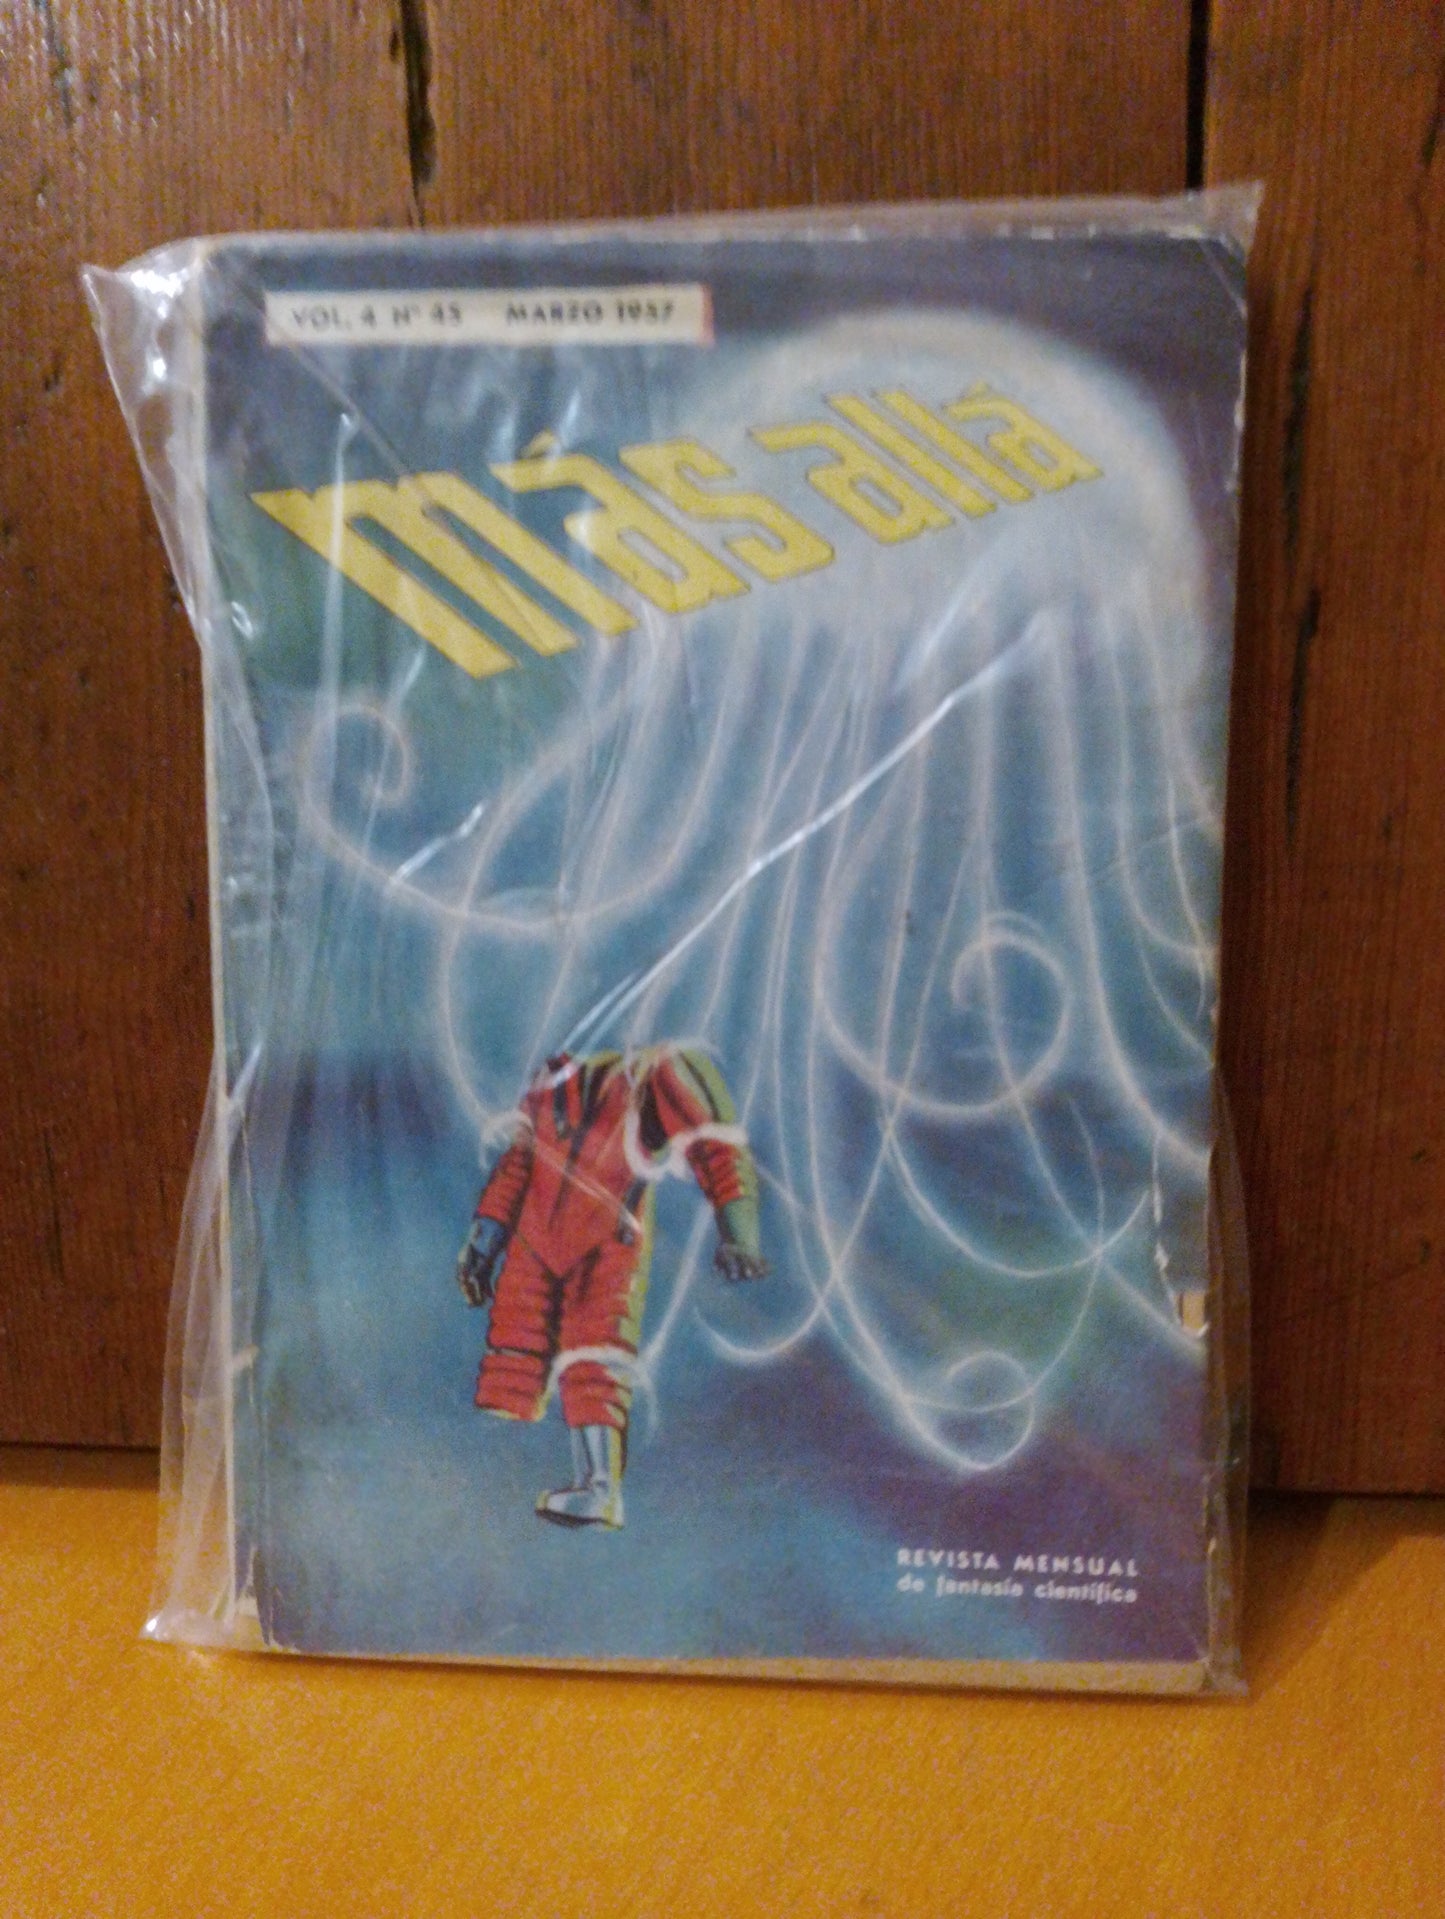 VOL. 4 Nº 45 MARZO 1957
más allá
REVISTA MENSUAL
de fantasía científica